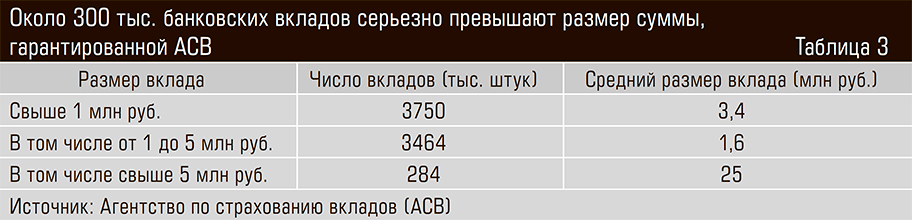 Около 300 тыс. банковских вкладов серьезно превышают размер суммы,
гарантированной АСВ Таблица 3
Размер вклада Число вкладов (тыс. штук) Средний размер вклада (млн руб.)
Свыше 1 млн руб. 3750 3,4
В том числе от 1 до 5 млн руб. 3464 1,6
В том числе свыше 5 млн руб. 284 25
Источник: Агентство по страхованию вкладов (АСВ)